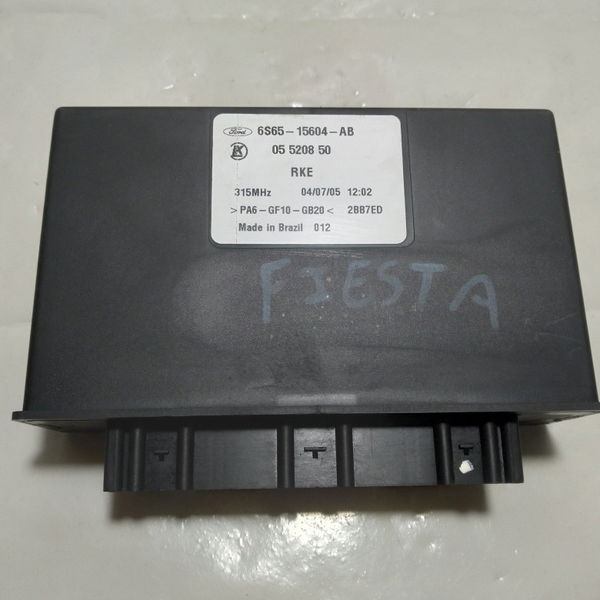 Ford 6S65-15604-AB
K 05 5208 50
RKE
315MHz 04/07/05 12:02
>PA6-GF10-GB20< 2BB7ED
Made in Brazil 012
FIESTA